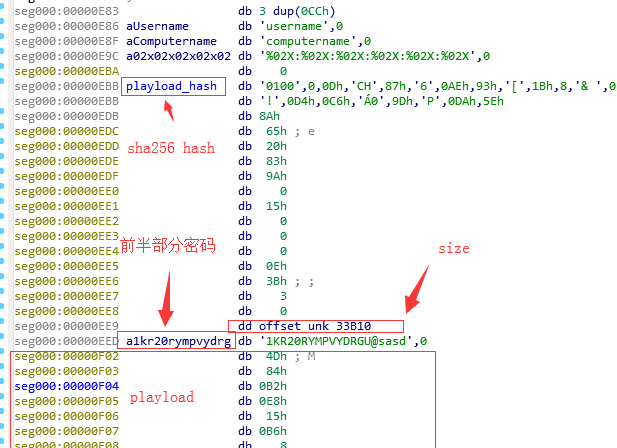 seg000:00000E83 db 3 dup(0CCh)
seg000:00000E86 aUsername db 'username',0
seg000:00000E8F aComputername db 'computername',0
seg000:00000E9C a02x02x02x02x02 db '%02X:%02X:%02X:%02X:%02X:%02X',0
seg000:00000EBA db 0
seg000:00000EBB playload_hash db '0100',0,0Dh,'CH',87h,'6',0AEh,93h,'[',1Bh,8,'& ',0
seg000:00000EBB db '!',0D4h,0C6h,'Á0',9Dh,'P',0DAh,5Eh
seg000:00000EDB db 8Ah
seg000:00000EDC db 65h ; e
seg000:00000EDD db 20h
seg000:00000EDE db 83h
seg000:00000EDF db 9Ah
seg000:00000EE0 db 0
seg000:00000EE1 db 15h
seg000:00000EE2 db 0
seg000:00000EE3 db 0
seg000:00000EE4 db 0
seg000:00000EE5 db 0Eh
seg000:00000EE6 db 3Bh ; ;
seg000:00000EE7 db 3
seg000:00000EE8 db 0
seg000:00000EE9 dd offset unk_33B10
seg000:00000EED a1kr20rympvydrg db '1KR20RYMPVYDRGU@sasd',0
seg000:00000F02 db 4Dh ; M
seg000:00000F03 db 84h
seg000:00000F04 db 0B2h
seg000:00000F05 db 0E8h
seg000:00000F06 db 15h
seg000:00000F07 db 0B6h
seg000:00000F08 db 8
sha256 hash
前半部分密码
size
playload